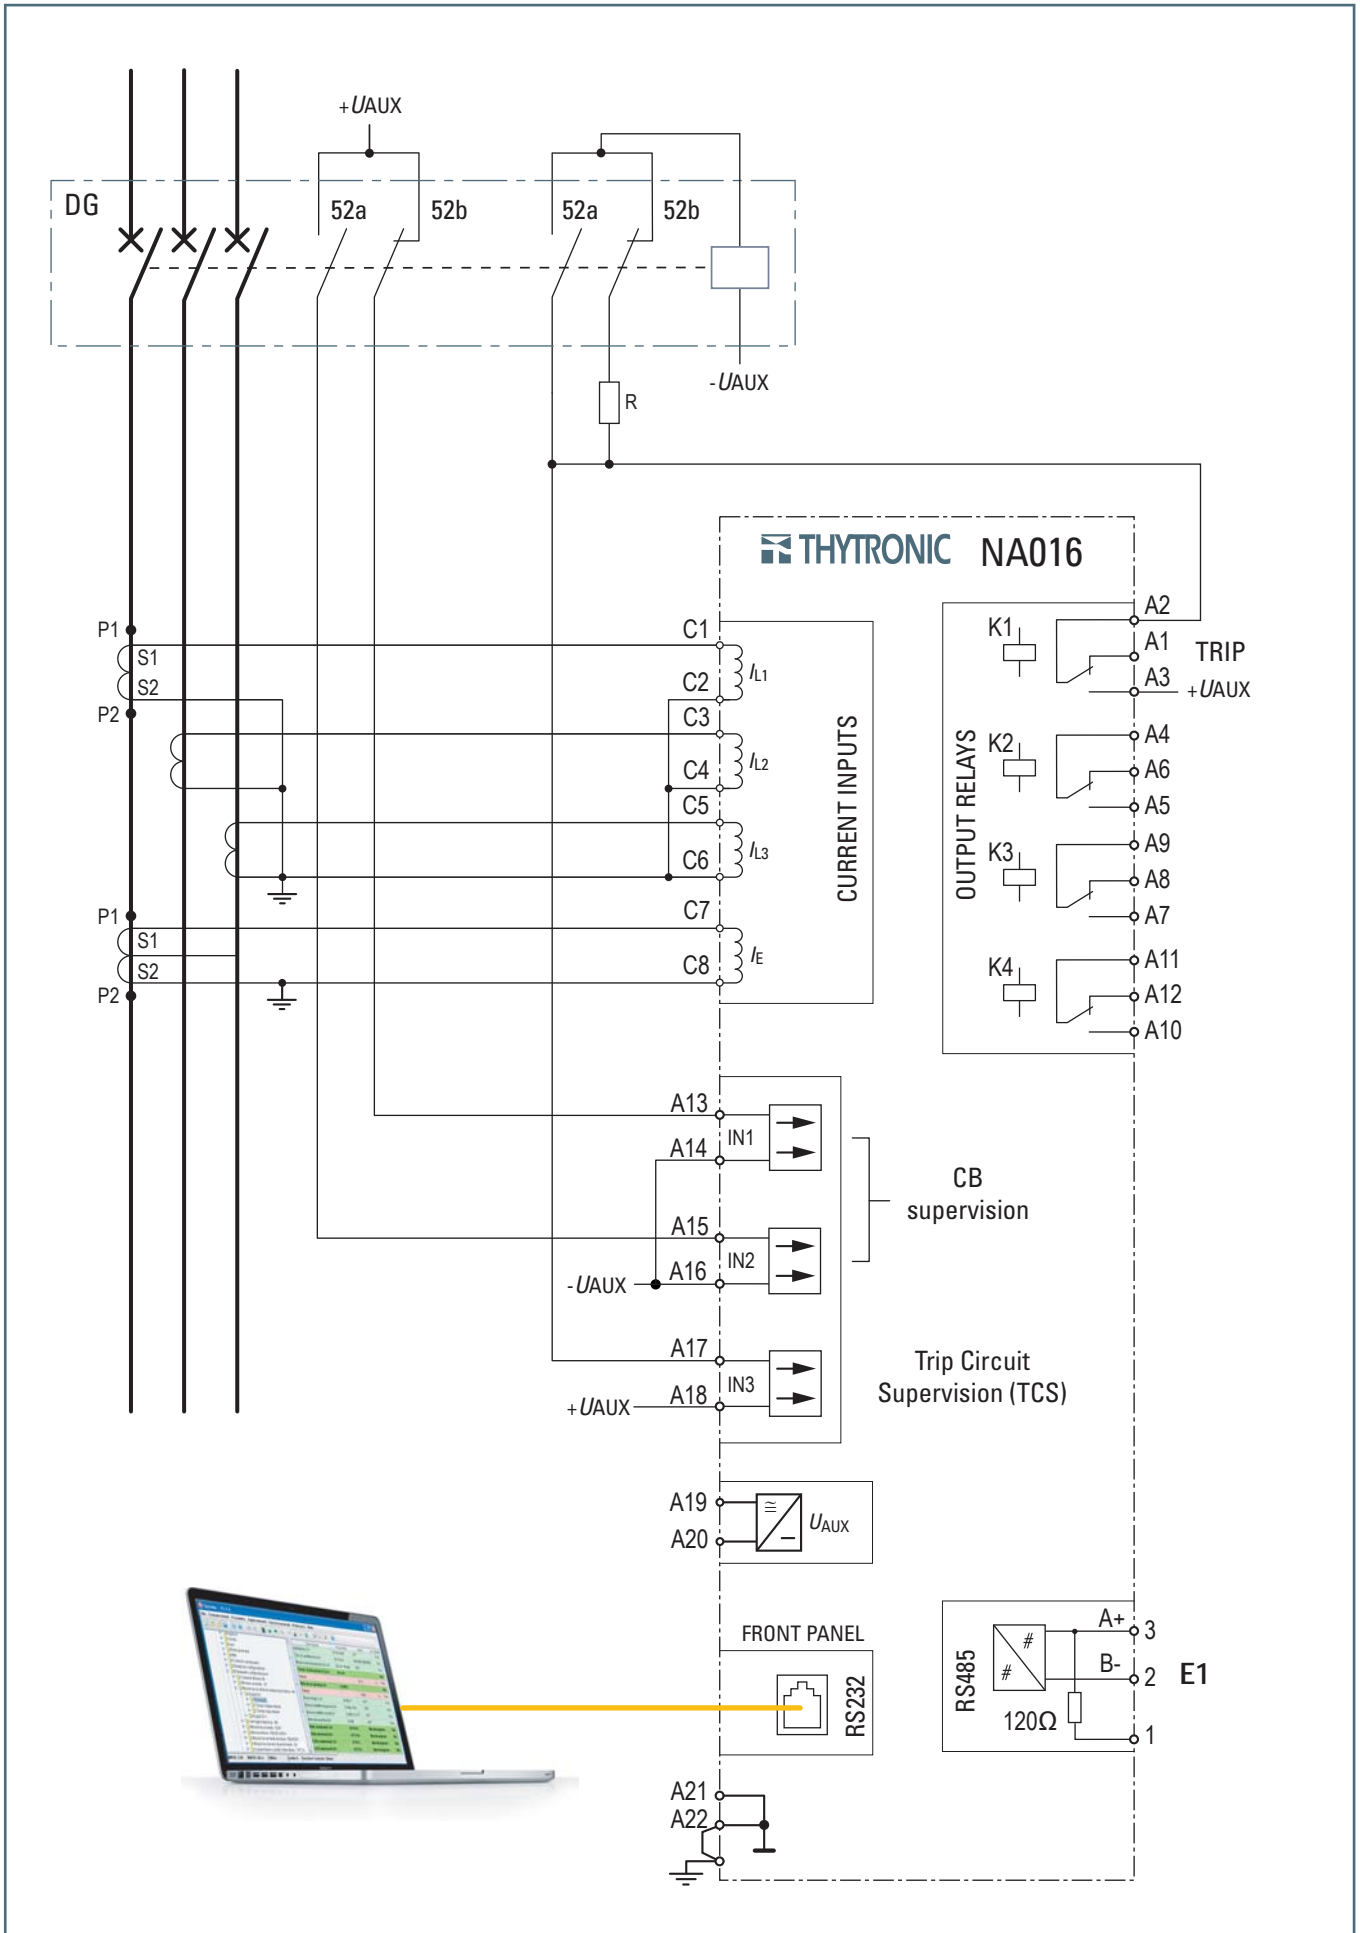 +UAUX
DG
52a
52b
52a
52b
-UAUX
R
THYTRONIC NA016
P1
S1
S2
P2
C1
C2
C3
C4
C5
C6
IL1
IL2
IL3
CURRENT INPUTS
P1
S1
S2
P2
C7
C8
IE
OUTPUT RELAYS
K1
A2
A1
A3
TRIP
+UAUX
K2
A4
A6
A5
K3
A9
A8
A7
K4
A11
A12
A10
A13
A14
IN1
A15
A16
IN2
-UAUX
CB
supervision
A17
A18
IN3
+UAUX
Trip Circuit
Supervision (TCS)
A19
A20
≅
UAUX
FRONT PANEL
RS232
RS485
#
#
A+
B-
120Ω
3
2
1
E1
A21
A22